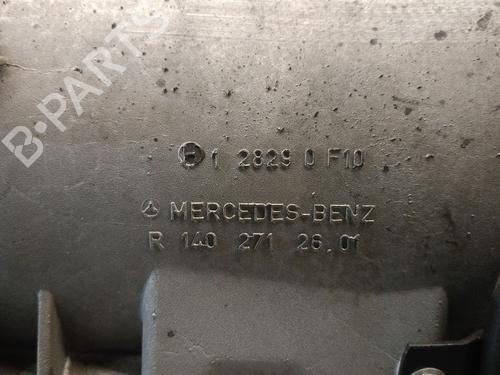 B-PARTS
H 1 2829 0 F10
MERCEDES-BENZ
R 140 271 26.01